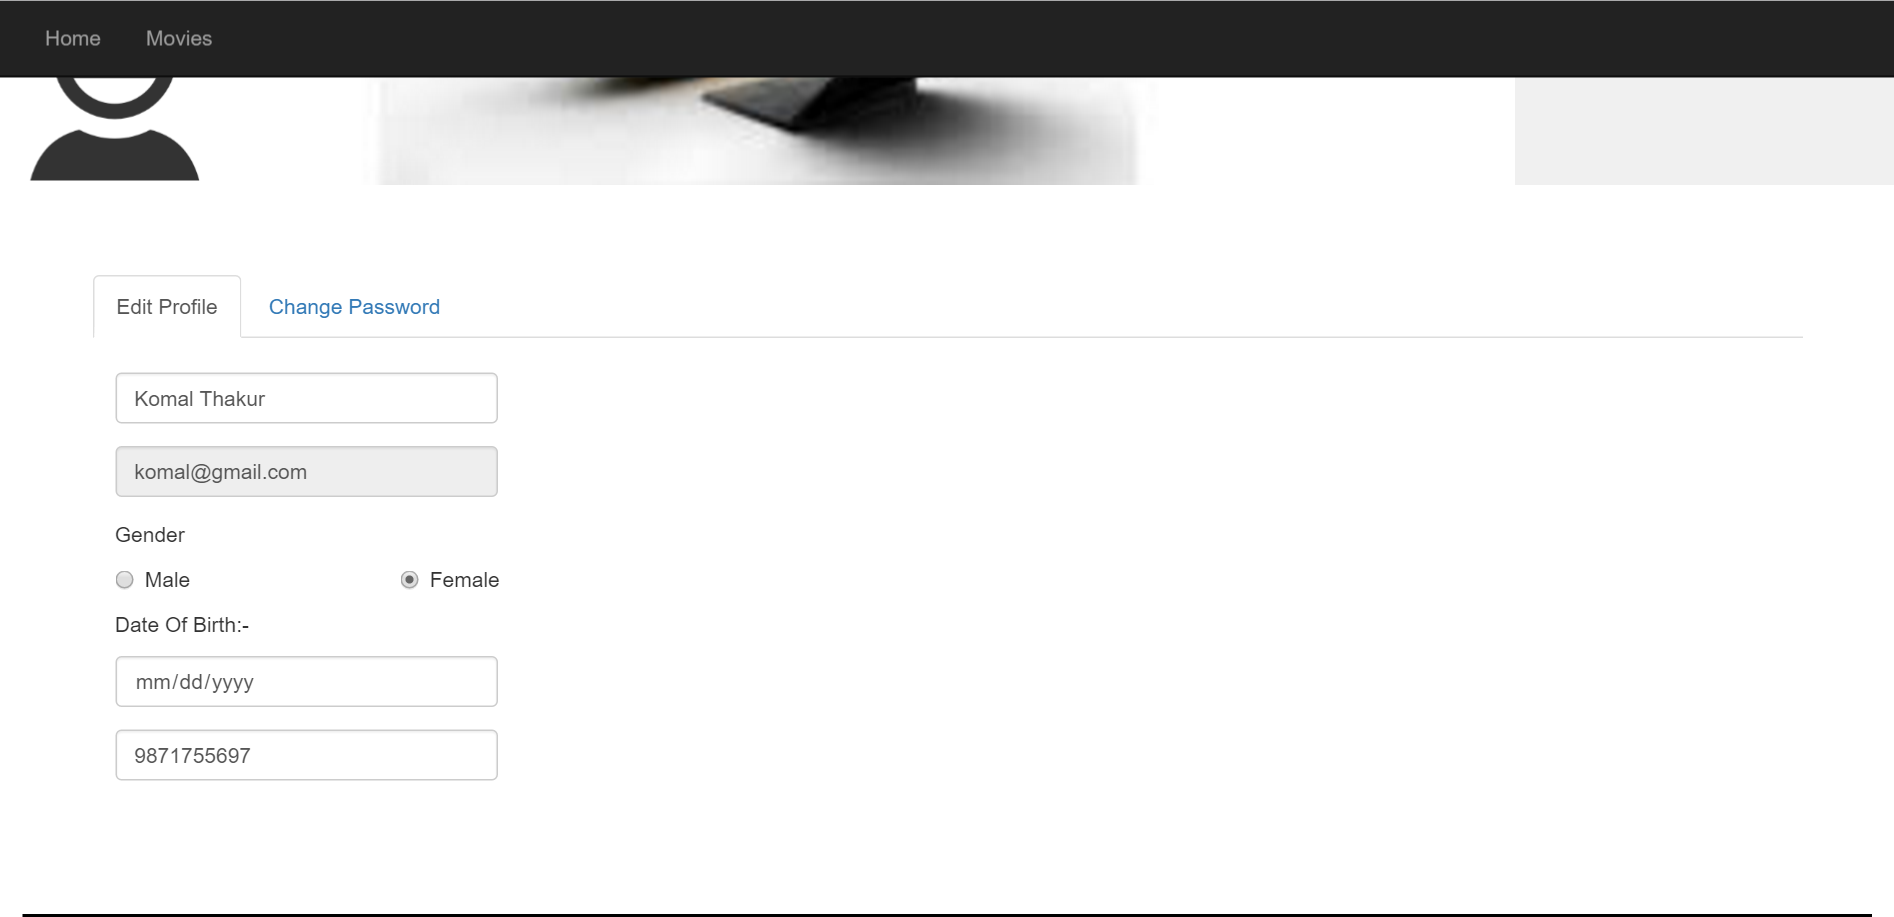 Home Movies
Edit Profile Change Password
Komal Thakur
komal@gmail.com
Gender
Male Female
Date Of Birth:-
mm/dd/yyyy
9871755697